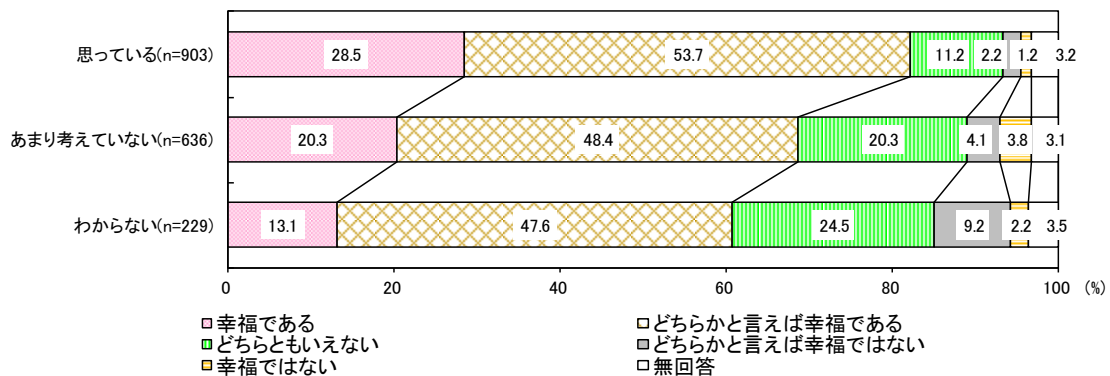 思っている(n=903) 28.5 53.7 11.2 2.2 1.2 3.2
あまり考えていない(n=636) 20.3 48.4 20.3 4.1 3.8 3.1
わからない(n=229) 13.1 47.6 24.5 9.2 2.2 3.5
0 20 40 60 80 100 (%)
幸福である どちらかと言えば幸福である
どちらともいえない どちらかと言えば幸福ではない
幸福ではない 無回答